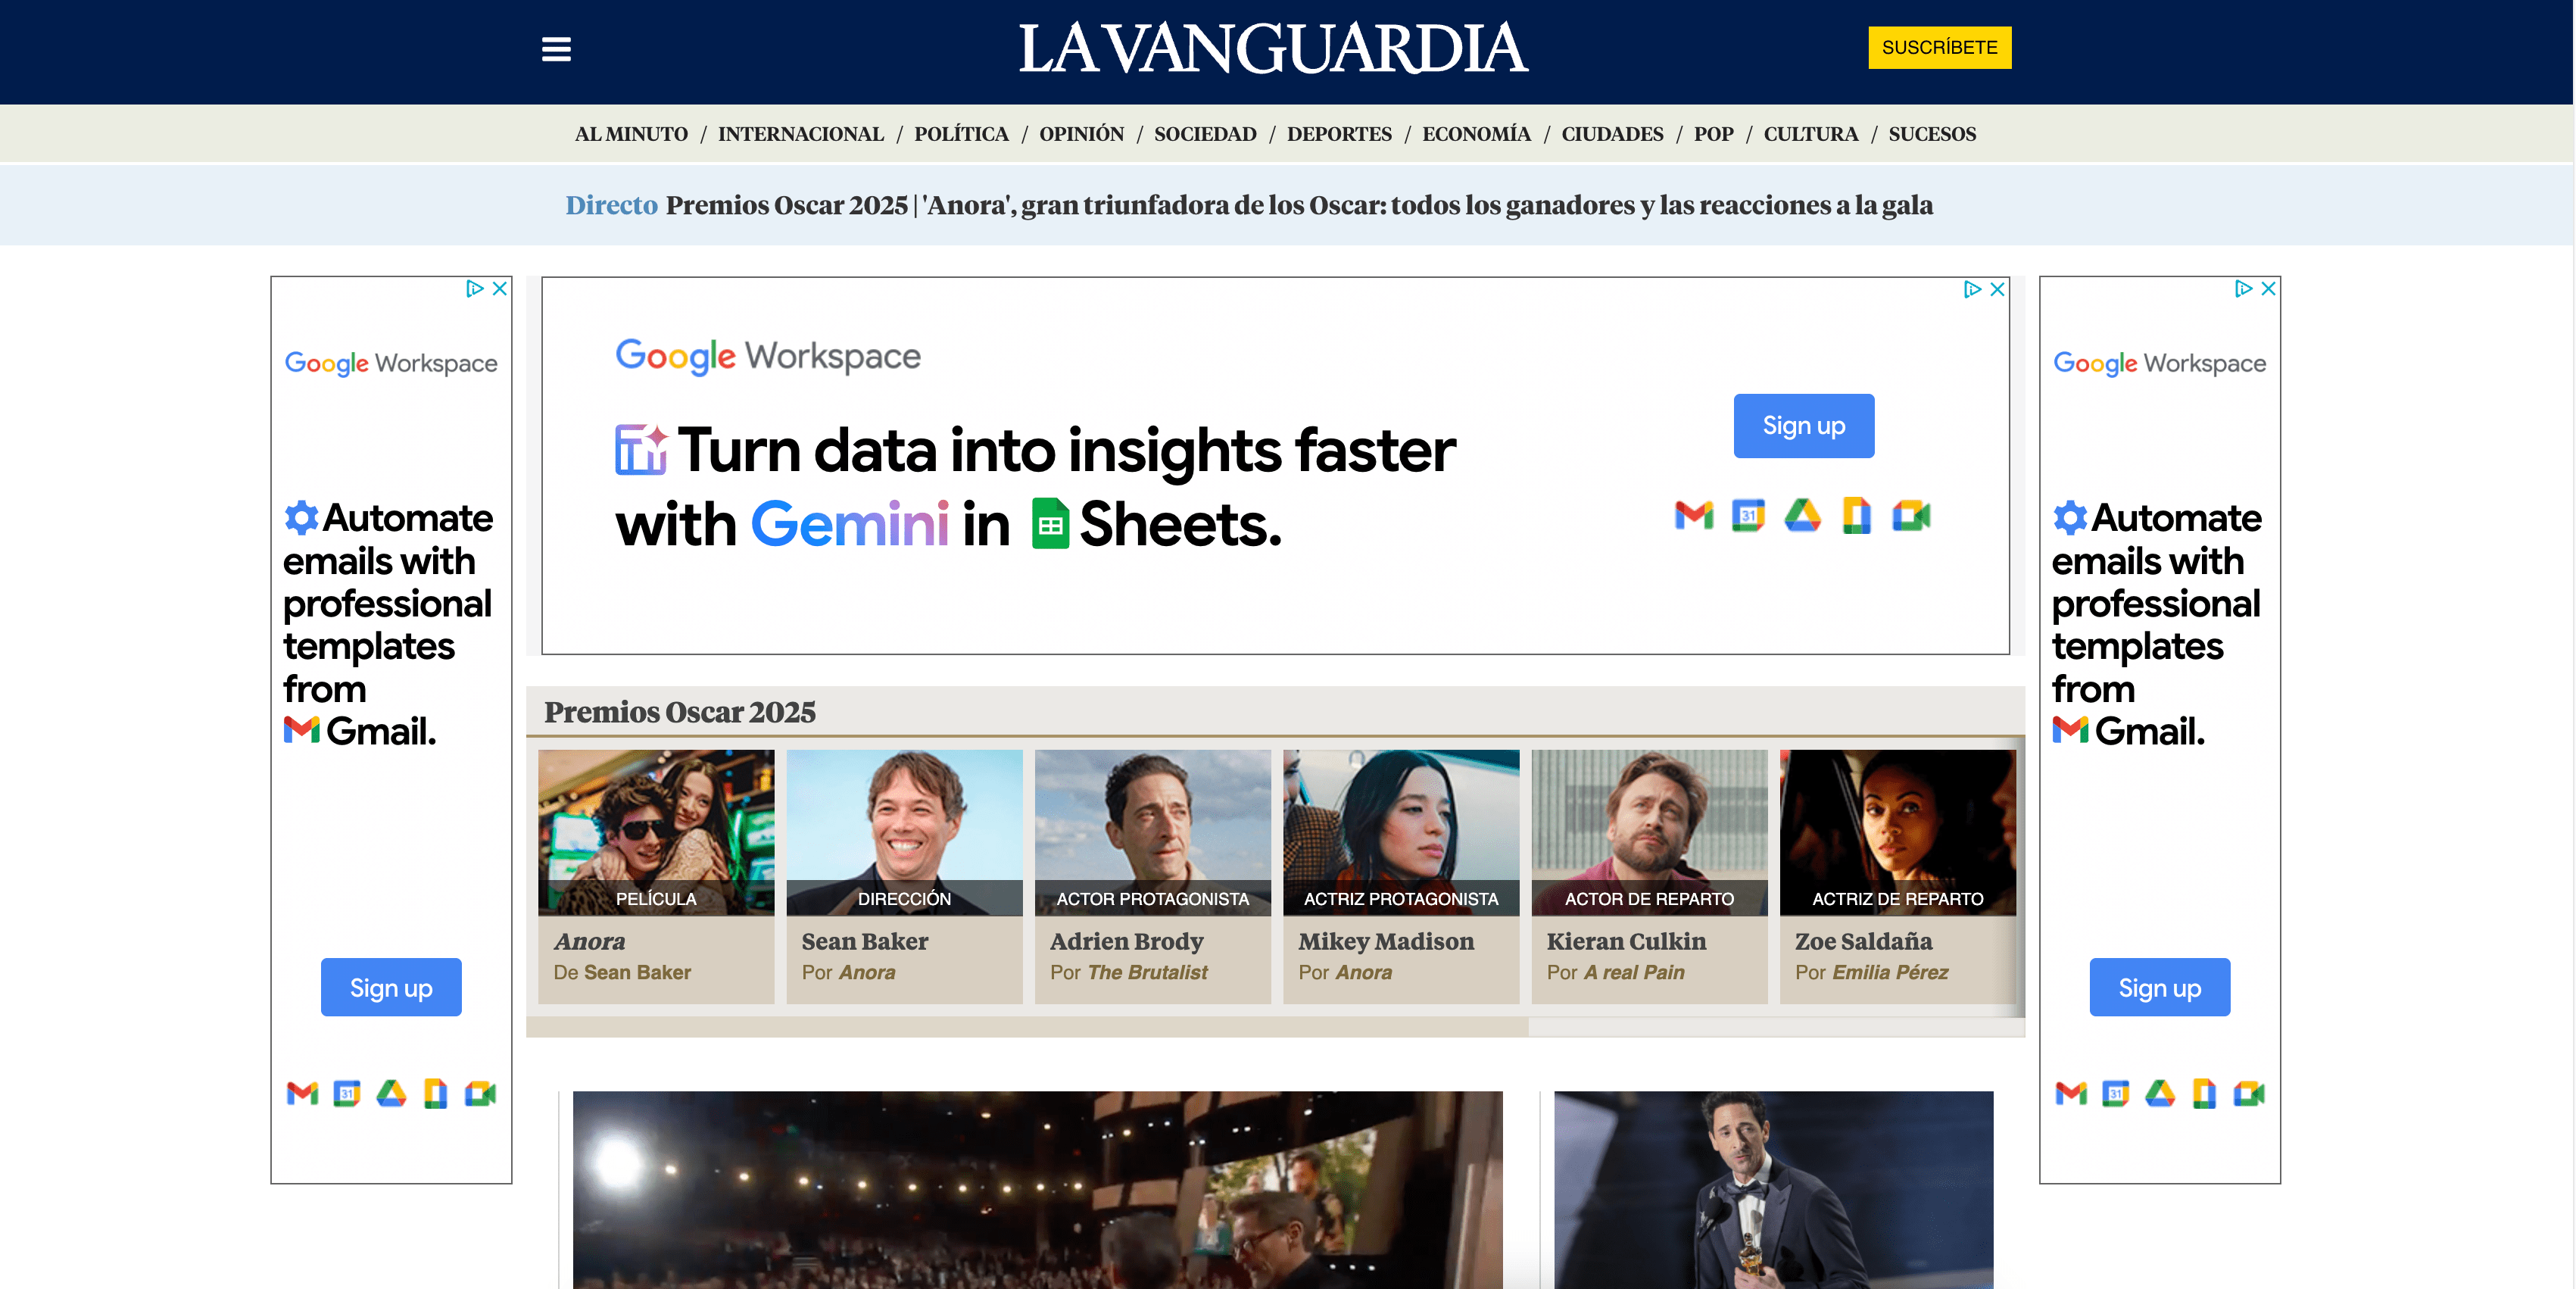 LA VANGUARDIA
SUSCRÍBETE
AL MINUTO / INTERNACIONAL / POLÍTICA / OPINIÓN / SOCIEDAD / DEPORTES / ECONOMÍA / CIUDADES / POP / CULTURA / SUCESOS
Directo Premios Oscar 2025 | 'Anora', gran triunfadora de los Oscar: todos los ganadores y las reacciones a la gala
Google Workspace
Automate
emails with
professional
templates
from
Gmail.
Sign up
31
Google Workspace
Turn data into insights faster
with Gemini in Sheets.
Sign up
31
Google Workspace
Automate
emails with
professional
templates
from
Gmail.
Sign up
31
Premios Oscar 2025
PELÍCULA
Anora
De Sean Baker
DIRECCIÓN
Sean Baker
Por Anora
ACTOR PROTAGONISTA
Adrien Brody
Por The Brutalist
ACTRIZ PROTAGONISTA
Mikey Madison
Por Anora
ACTOR DE REPARTO
Kieran Culkin
Por A real Pain
ACTRIZ DE REPARTO
Zoe Saldaña
Por Emilia Pérez